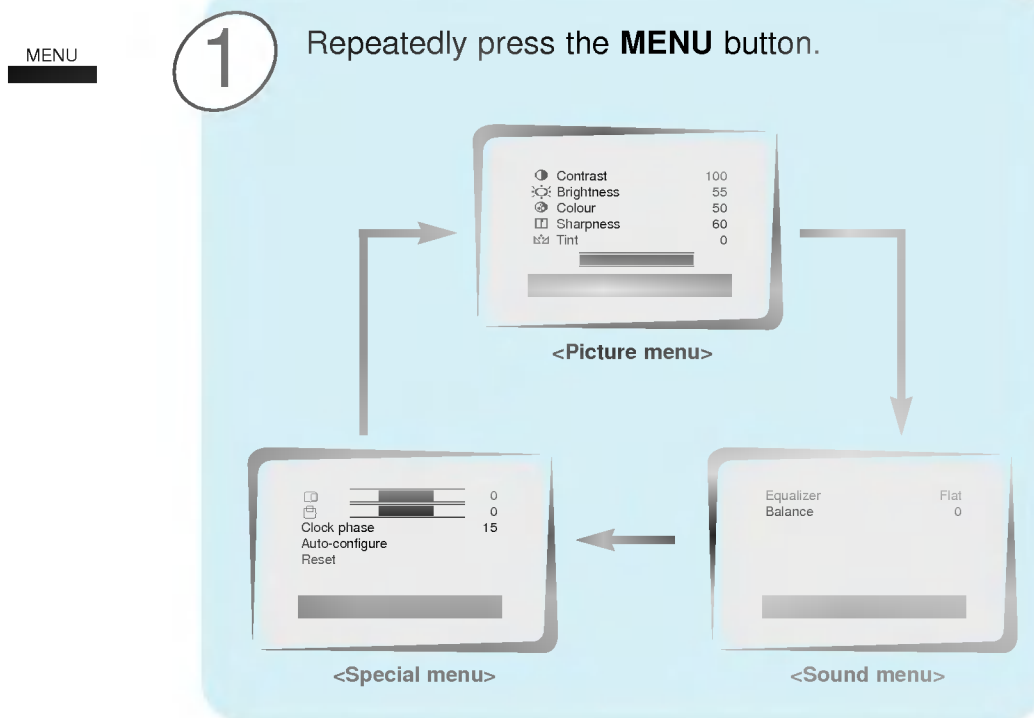 MENU
1
Repeatedly press the MENU button.
Contrast 100
Brightness 55
Colour 50
Sharpness 60
Tint 0
<Picture menu>
0
0
Clock phase 15
Auto-configure
Reset
<Special menu>
Equalizer Flat
Balance 0
<Sound menu>